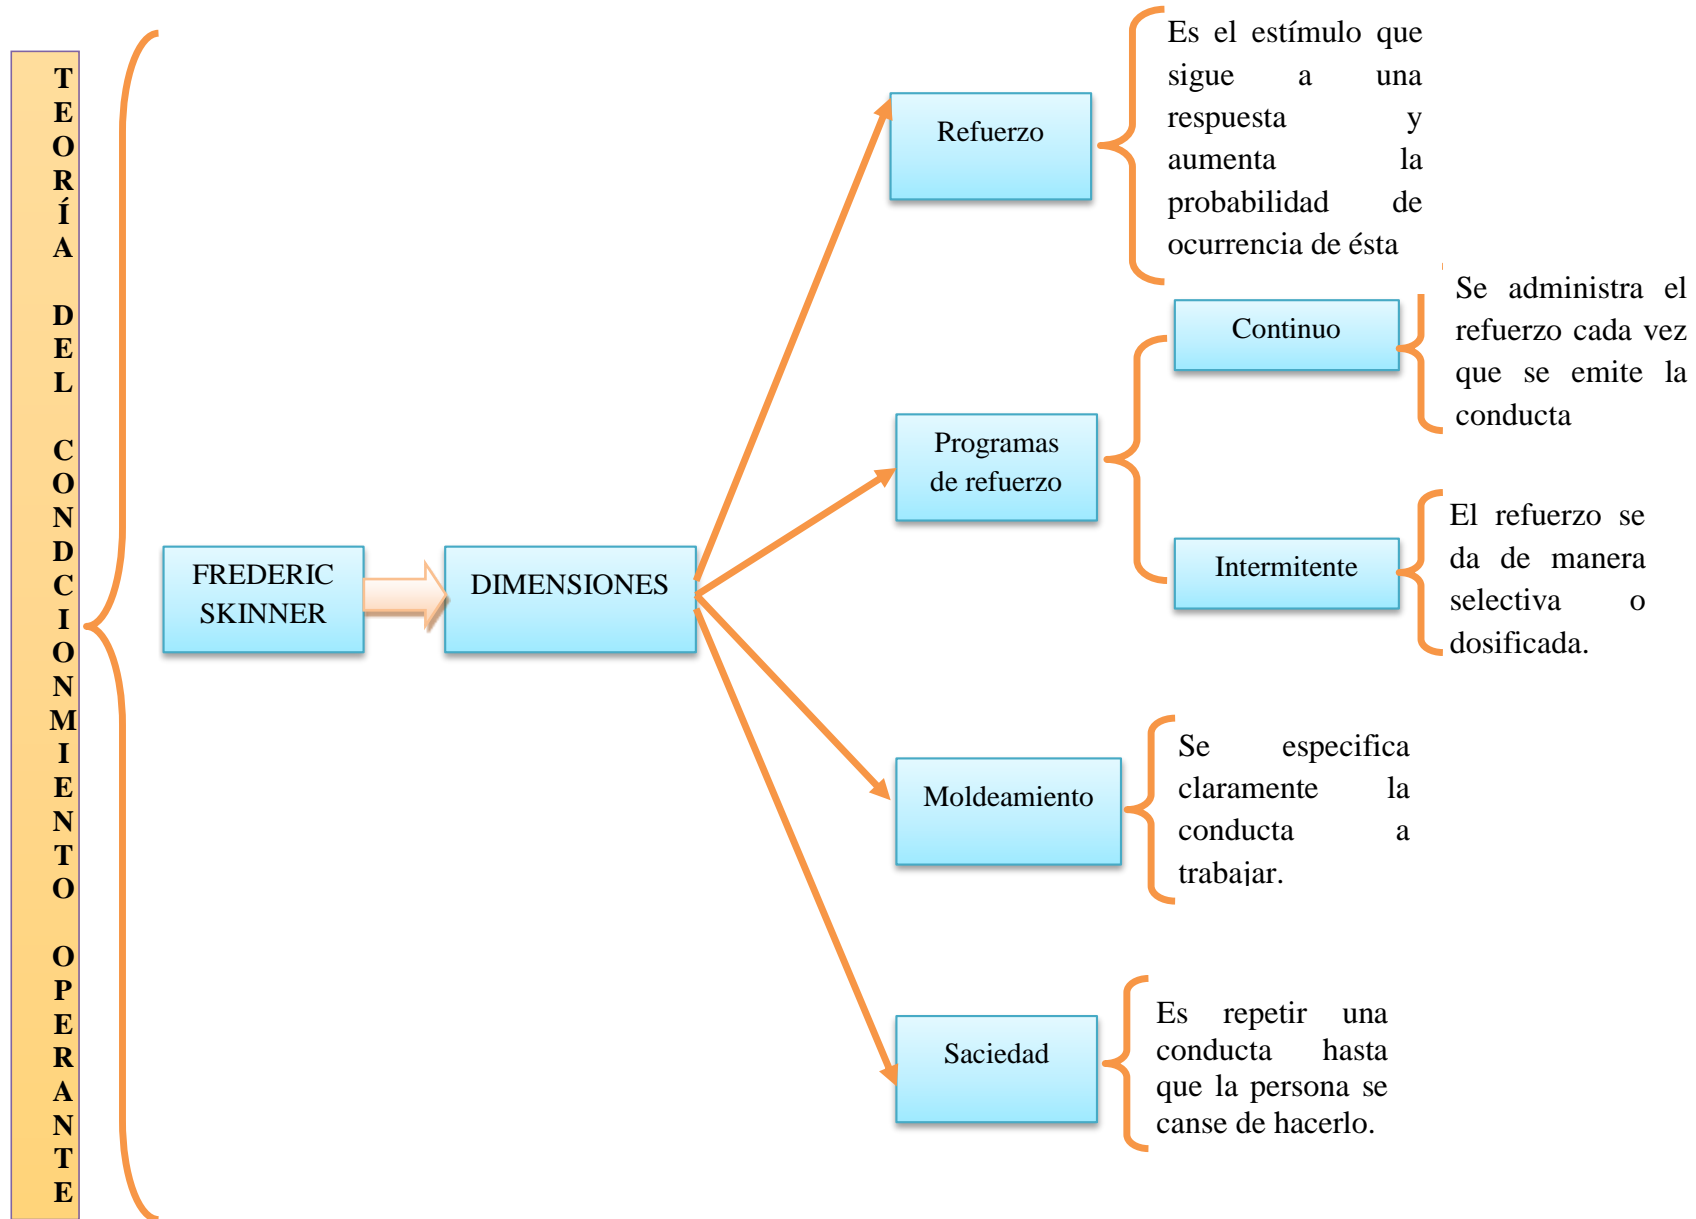 TEORÍA DEL CONDCIONMIENTO OPERANTE
FREDERIC
SKINNER
DIMENSIONES
Refuerzo
Es el estímulo que
sigue a una
respuesta y
aumenta la
probabilidad de
ocurrencia de ésta
Programas
de refuerzo
Continuo
Se administra el
refuerzo cada vez
que se emite la
conducta
Intermitente
El refuerzo se
da de manera
selectiva o
dosificada.
Moldeamiento
Se especifica
claramente la
conducta a
trabajar.
Saciedad
Es repetir una
conducta hasta
que la persona se
canse de hacerlo.